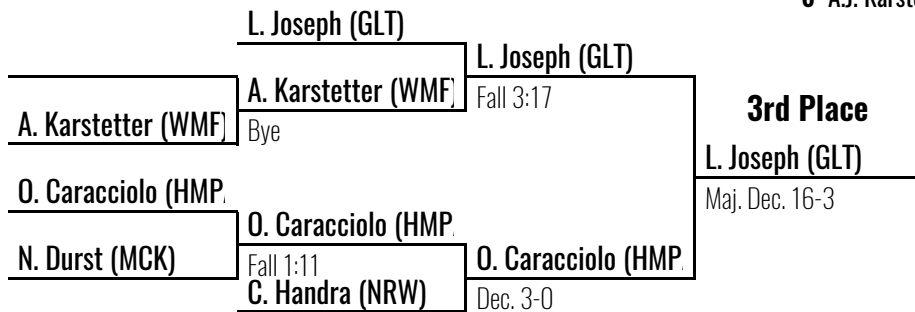 L. Joseph (GLT)
L. Joseph (GLT)
A. Karstetter (WMF)
Fall 3:17
3rd Place
A. Karstetter (WMF)
Bye
L. Joseph (GLT)
O. Caracciolo (HMP
Maj. Dec. 16-3
O. Caracciolo (HMP
N. Durst (MCK)
Fall 1:11
O. Caracciolo (HMP
C. Handra (NRW)
Dec. 3-0